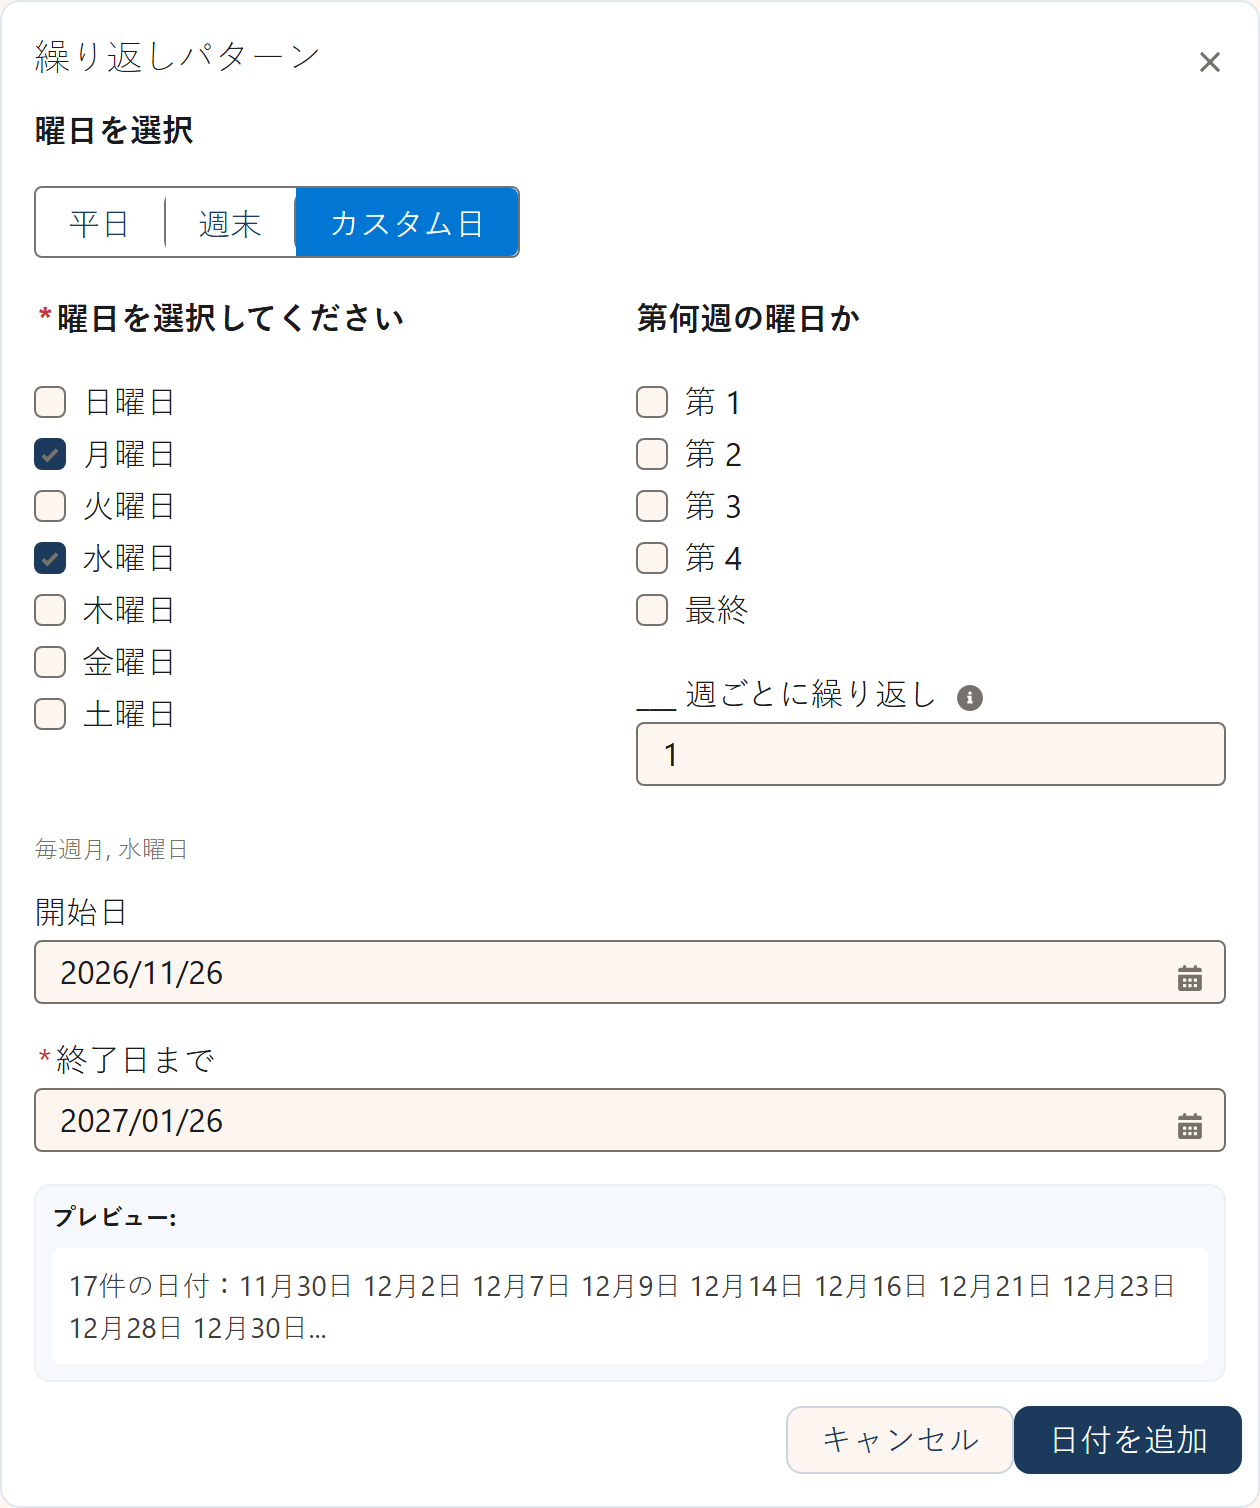 繰り返しパターン
曜日を選択
平日 週末 カスタム日
*曜日を選択してください
日曜日
月曜日
火曜日
水曜日
木曜日
金曜日
土曜日
第何週の曜日か
第 1
第 2
第 3
第 4
最終
___ 週ごとに繰り返し
1
毎週月, 水曜日
開始日
2026/11/26
*終了日まで
2027/01/26
プレビュー:
17件の日付：11月30日 12月2日 12月7日 12月9日 12月14日 12月16日 12月21日 12月23日
12月28日 12月30日...
キャンセル 日付を追加